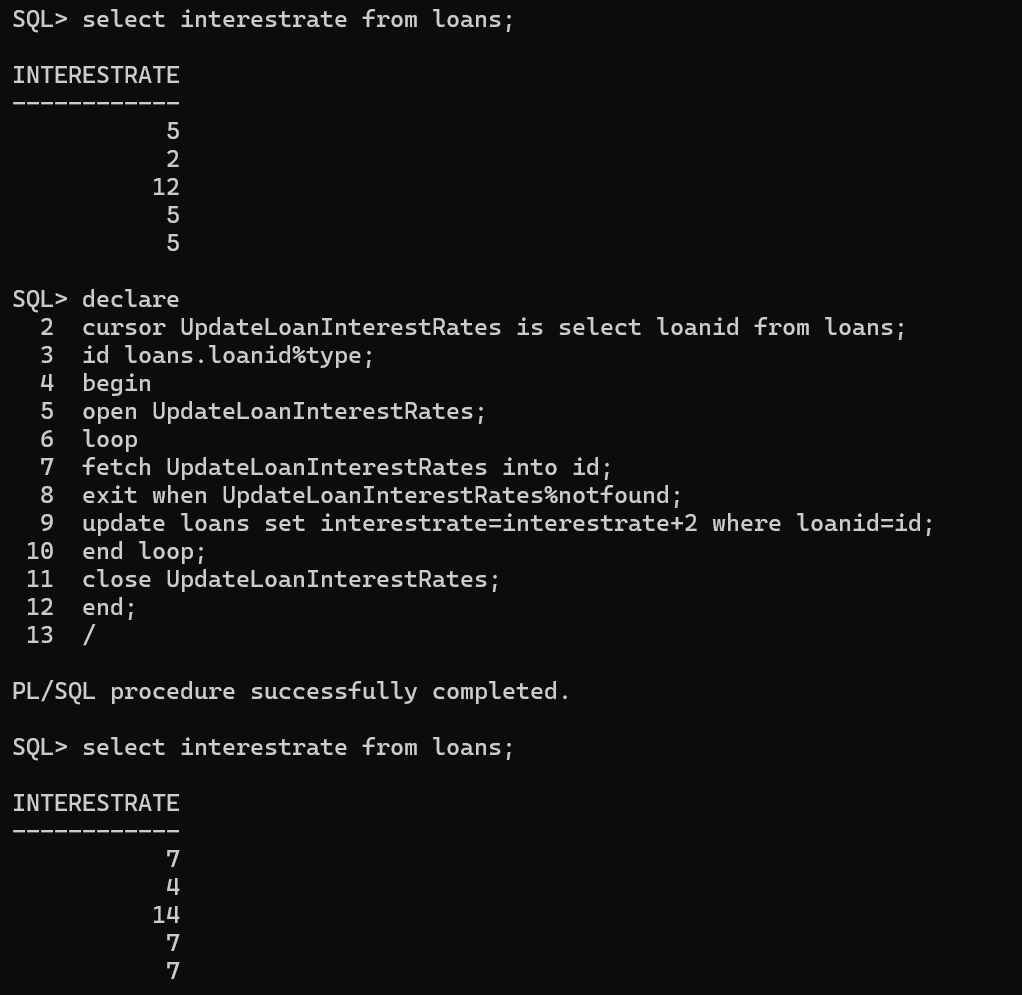 SQL> select interestrate from loans;
INTERESTRATE
------------
5
2
12
5
5
SQL> declare
2 cursor UpdateLoanInterestRates is select loanid from loans;
3 id loans.loanid%type;
4 begin
5 open UpdateLoanInterestRates;
6 loop
7 fetch UpdateLoanInterestRates into id;
8 exit when UpdateLoanInterestRates%notfound;
9 update loans set interestrate=interestrate+2 where loanid=id;
10 end loop;
11 close UpdateLoanInterestRates;
12 end;
13 /
PL/SQL procedure successfully completed.
SQL> select interestrate from loans;
INTERESTRATE
------------
7
4
14
7
7